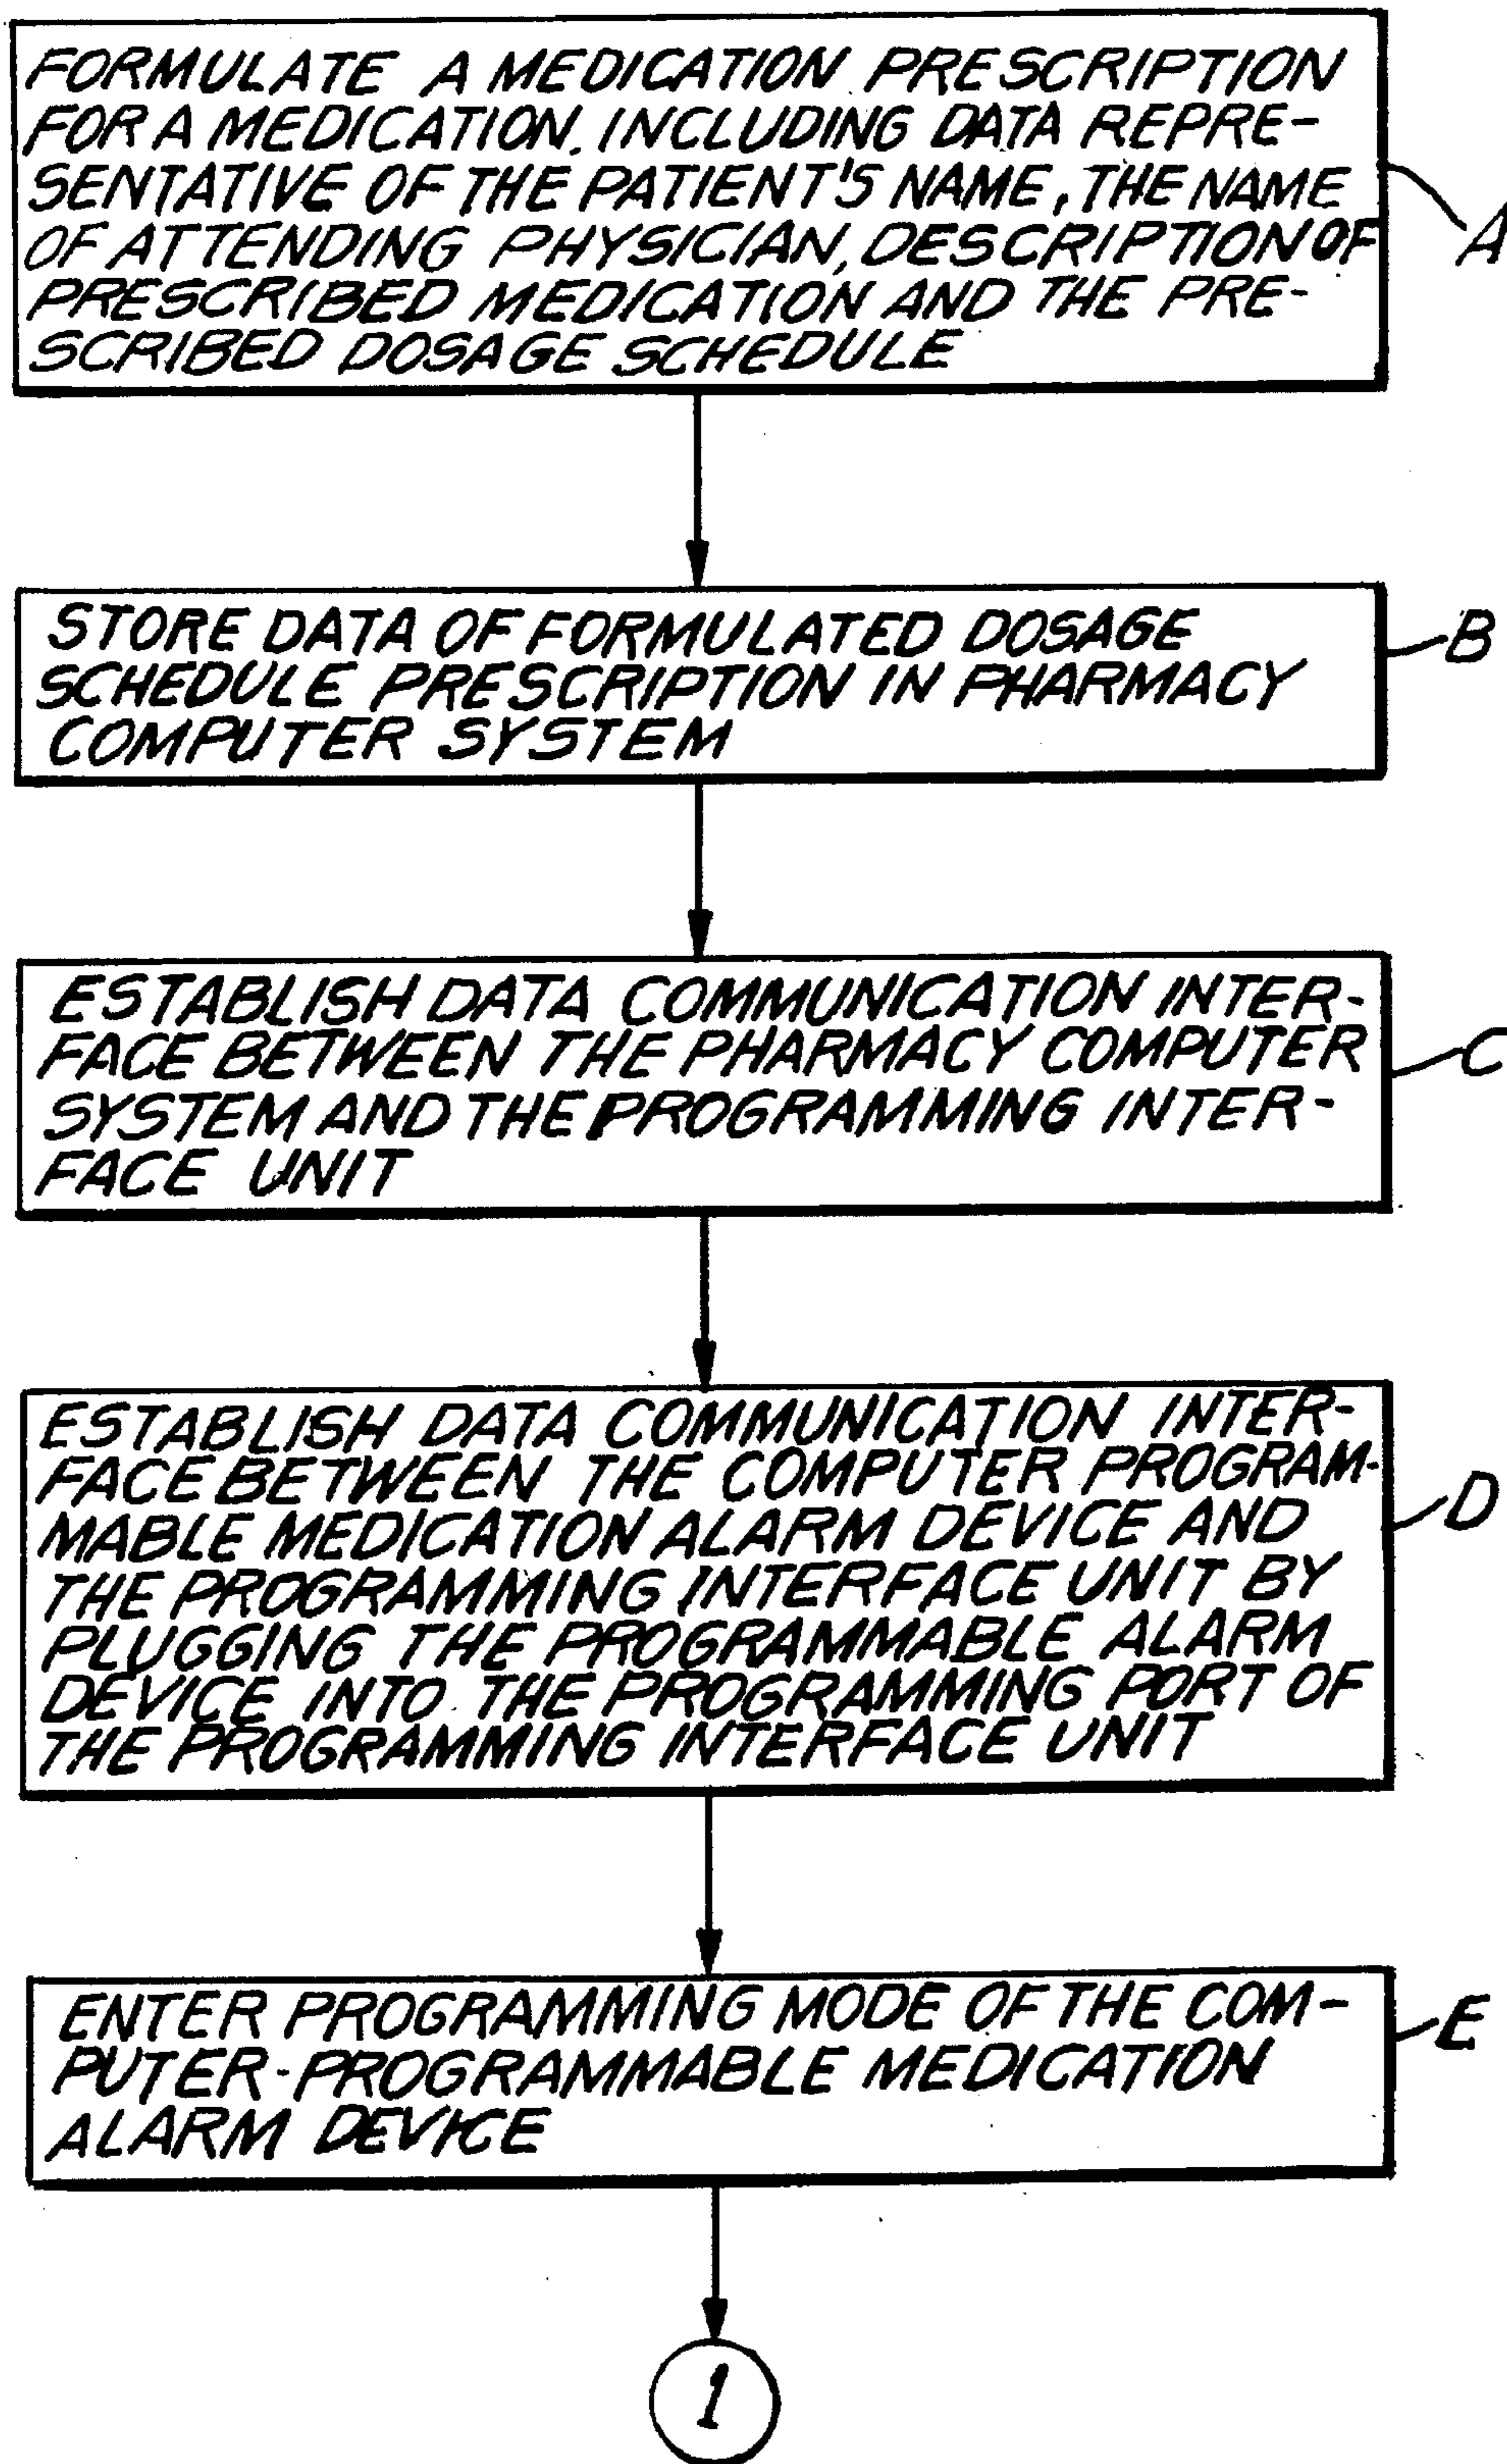 FORMULATE A MEDICATION PRESCRIPTION
FOR A MEDICATION, INCLUDING DATA REPRE-
SENTATIVE OF THE PATIENT'S NAME, THE NAME
OF ATTENDING PHYSICIAN, DESCRIPTION OF
PRESCRIBED MEDICATION AND THE PRE-
SCRIBED DOSAGE SCHEDULE
A
STORE DATA OF FORMULATED DOSAGE
SCHEDULE PRESCRIPTION IN PHARMACY
COMPUTER SYSTEM
B
ESTABLISH DATA COMMUNICATION INTER-
FACE BETWEEN THE PHARMACY COMPUTER
SYSTEM AND THE PROGRAMMING INTER-
FACE UNIT
C
ESTABLISH DATA COMMUNICATION INTER-
FACE BETWEEN THE COMPUTER PROGRAM-
MABLE MEDICATION ALARM DEVICE AND
THE PROGRAMMING INTERFACE UNIT BY
PLUGGING THE PROGRAMMABLE ALARM
DEVICE INTO THE PROGRAMMING PORT OF
THE PROGRAMMING INTERFACE UNIT
D
ENTER PROGRAMMING MODE OF THE COM-
PUTER-PROGRAMMABLE MEDICATION
ALARM DEVICE
E
1